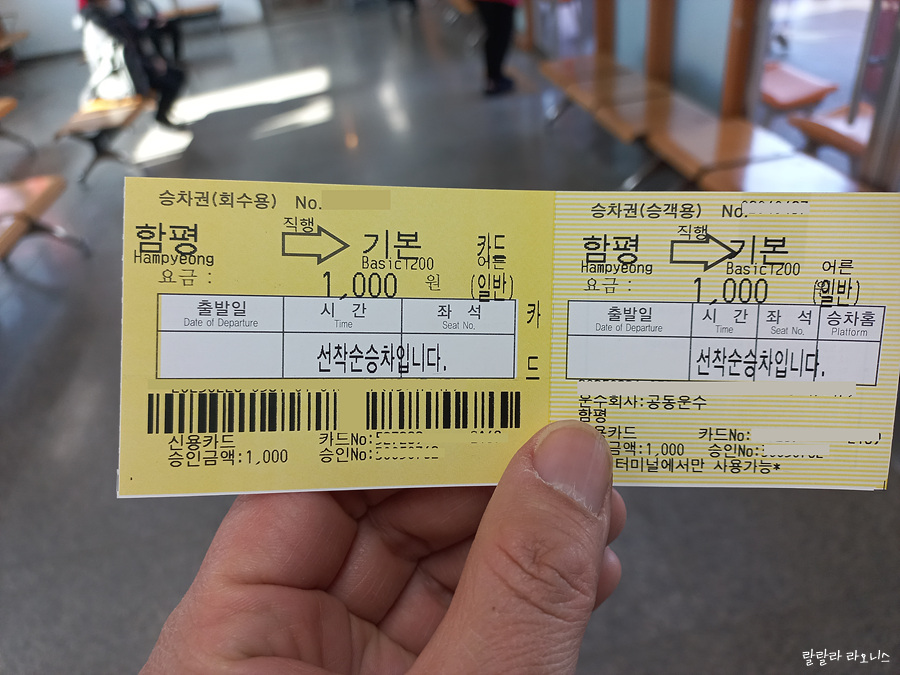 승차권(회수용) No.
함평 직행 기본 카드
Hampyeong Basic1200 어른
요금 : 1,000 원 (일반)
출발일 시 간 좌 석
Date of Departure Time Seat No.
선착순승차입니다.
카
드
신용카드 카드No:
승인금액:1,000 승인No:
승차권(승객용) No.
함평 직행 기본
Hampyeong Basic1200 어른
요금 : 1,000 (일반)
출발일 시 간 좌 석 승차홈
Date of Departure Time Seat No. Platform
선착순승차입니다.
운수회사:공동운수
함평
카드 카드No:
:1,000 승인No:
터미널에서만 사용가능*
랄랄라 라오니스